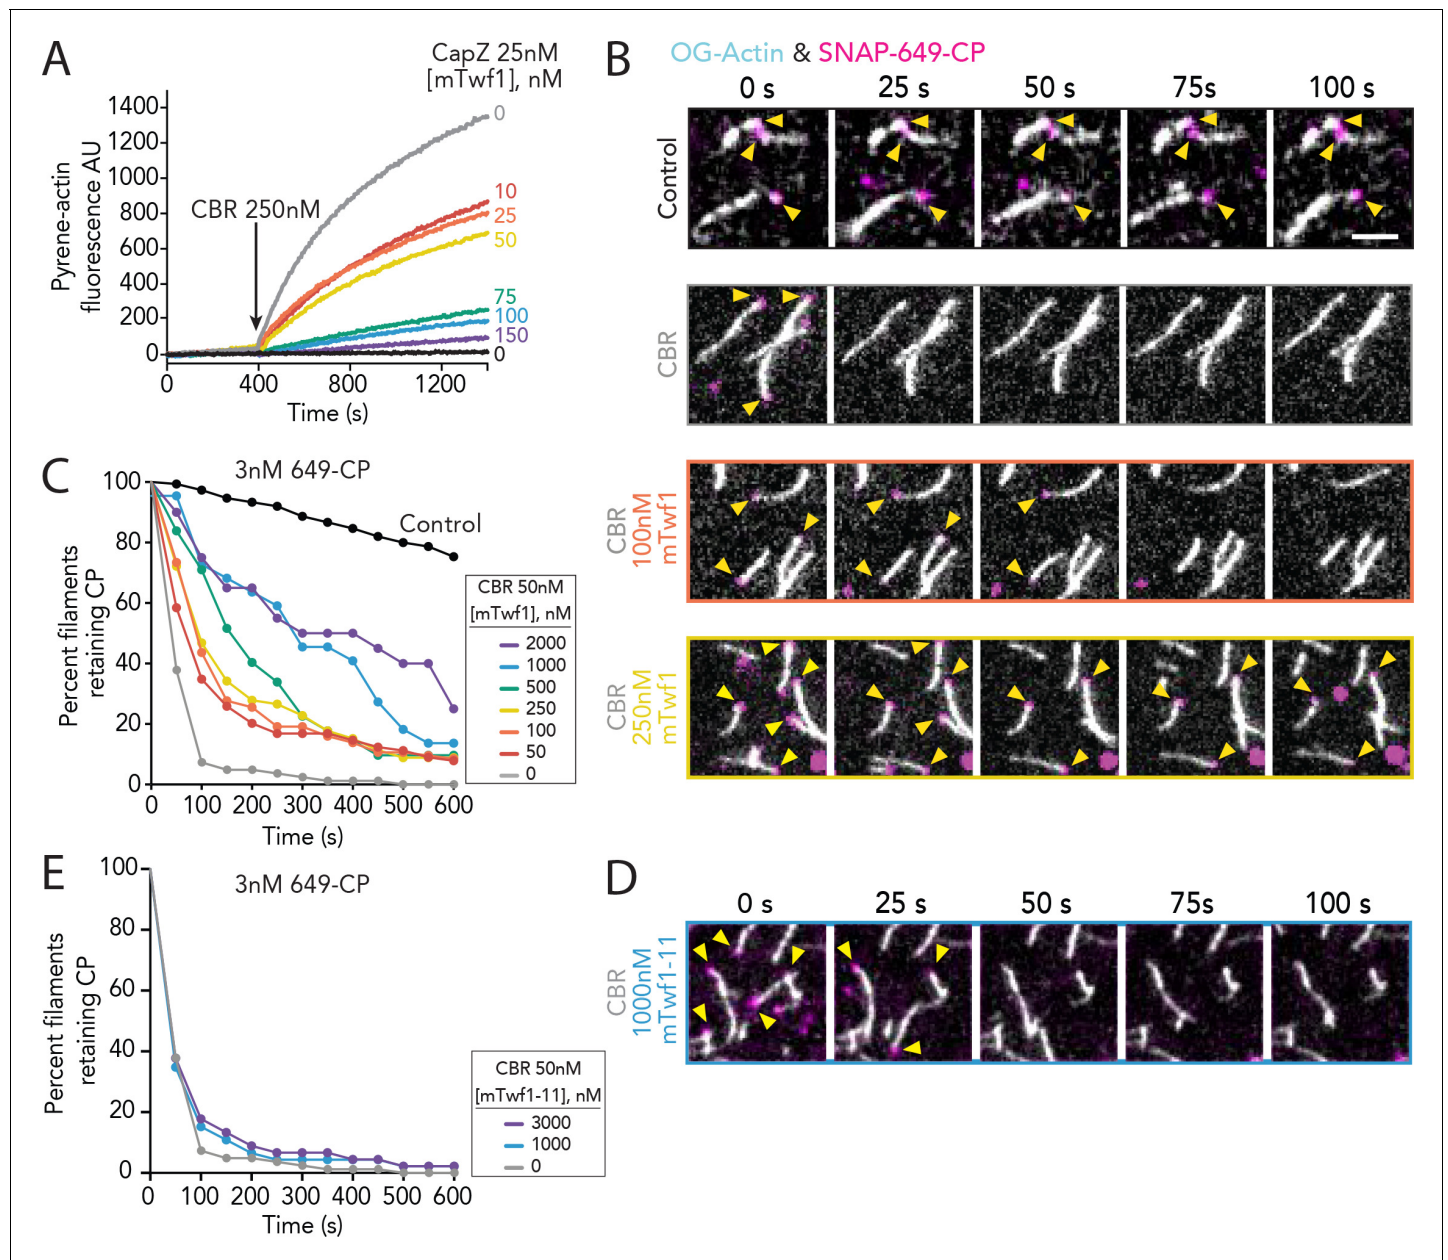 A
CapZ 25nM
[mTwf1], nM
Pyrene-actin
fluorescence AU
1400
1200
1000
800
600
400
200
0
CBR 250nM
0
10
25
50
75
100
150
0
0
400
800
1200
Time (s)
B
OG-Actin & SNAP-649-CP
0 s
25 s
50 s
75s
100 s
Control
CBR
CBR
100nM
mTwf1
CBR
250nM
mTwf1
C
3nM 649-CP
Percent filaments
retaining CP
100
80
60
40
20
0
Control
CBR 50nM
[mTwf1], nM
2000
1000
500
250
100
50
0
0
100
200
300
400
500
600
Time (s)
E
3nM 649-CP
Percent filaments
retaining CP
100
80
60
40
20
0
CBR 50nM
[mTwf1-11], nM
3000
1000
0
0
100
200
300
400
500
600
Time (s)
D
0 s
25 s
50 s
75s
100 s
CBR
1000nM
mTwf1-11